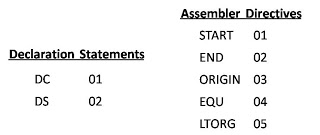 Assembler Directives
START 01
END 02
ORIGIN 03
EQU 04
LTORG 05
Declaration Statements
DC 01
DS 02